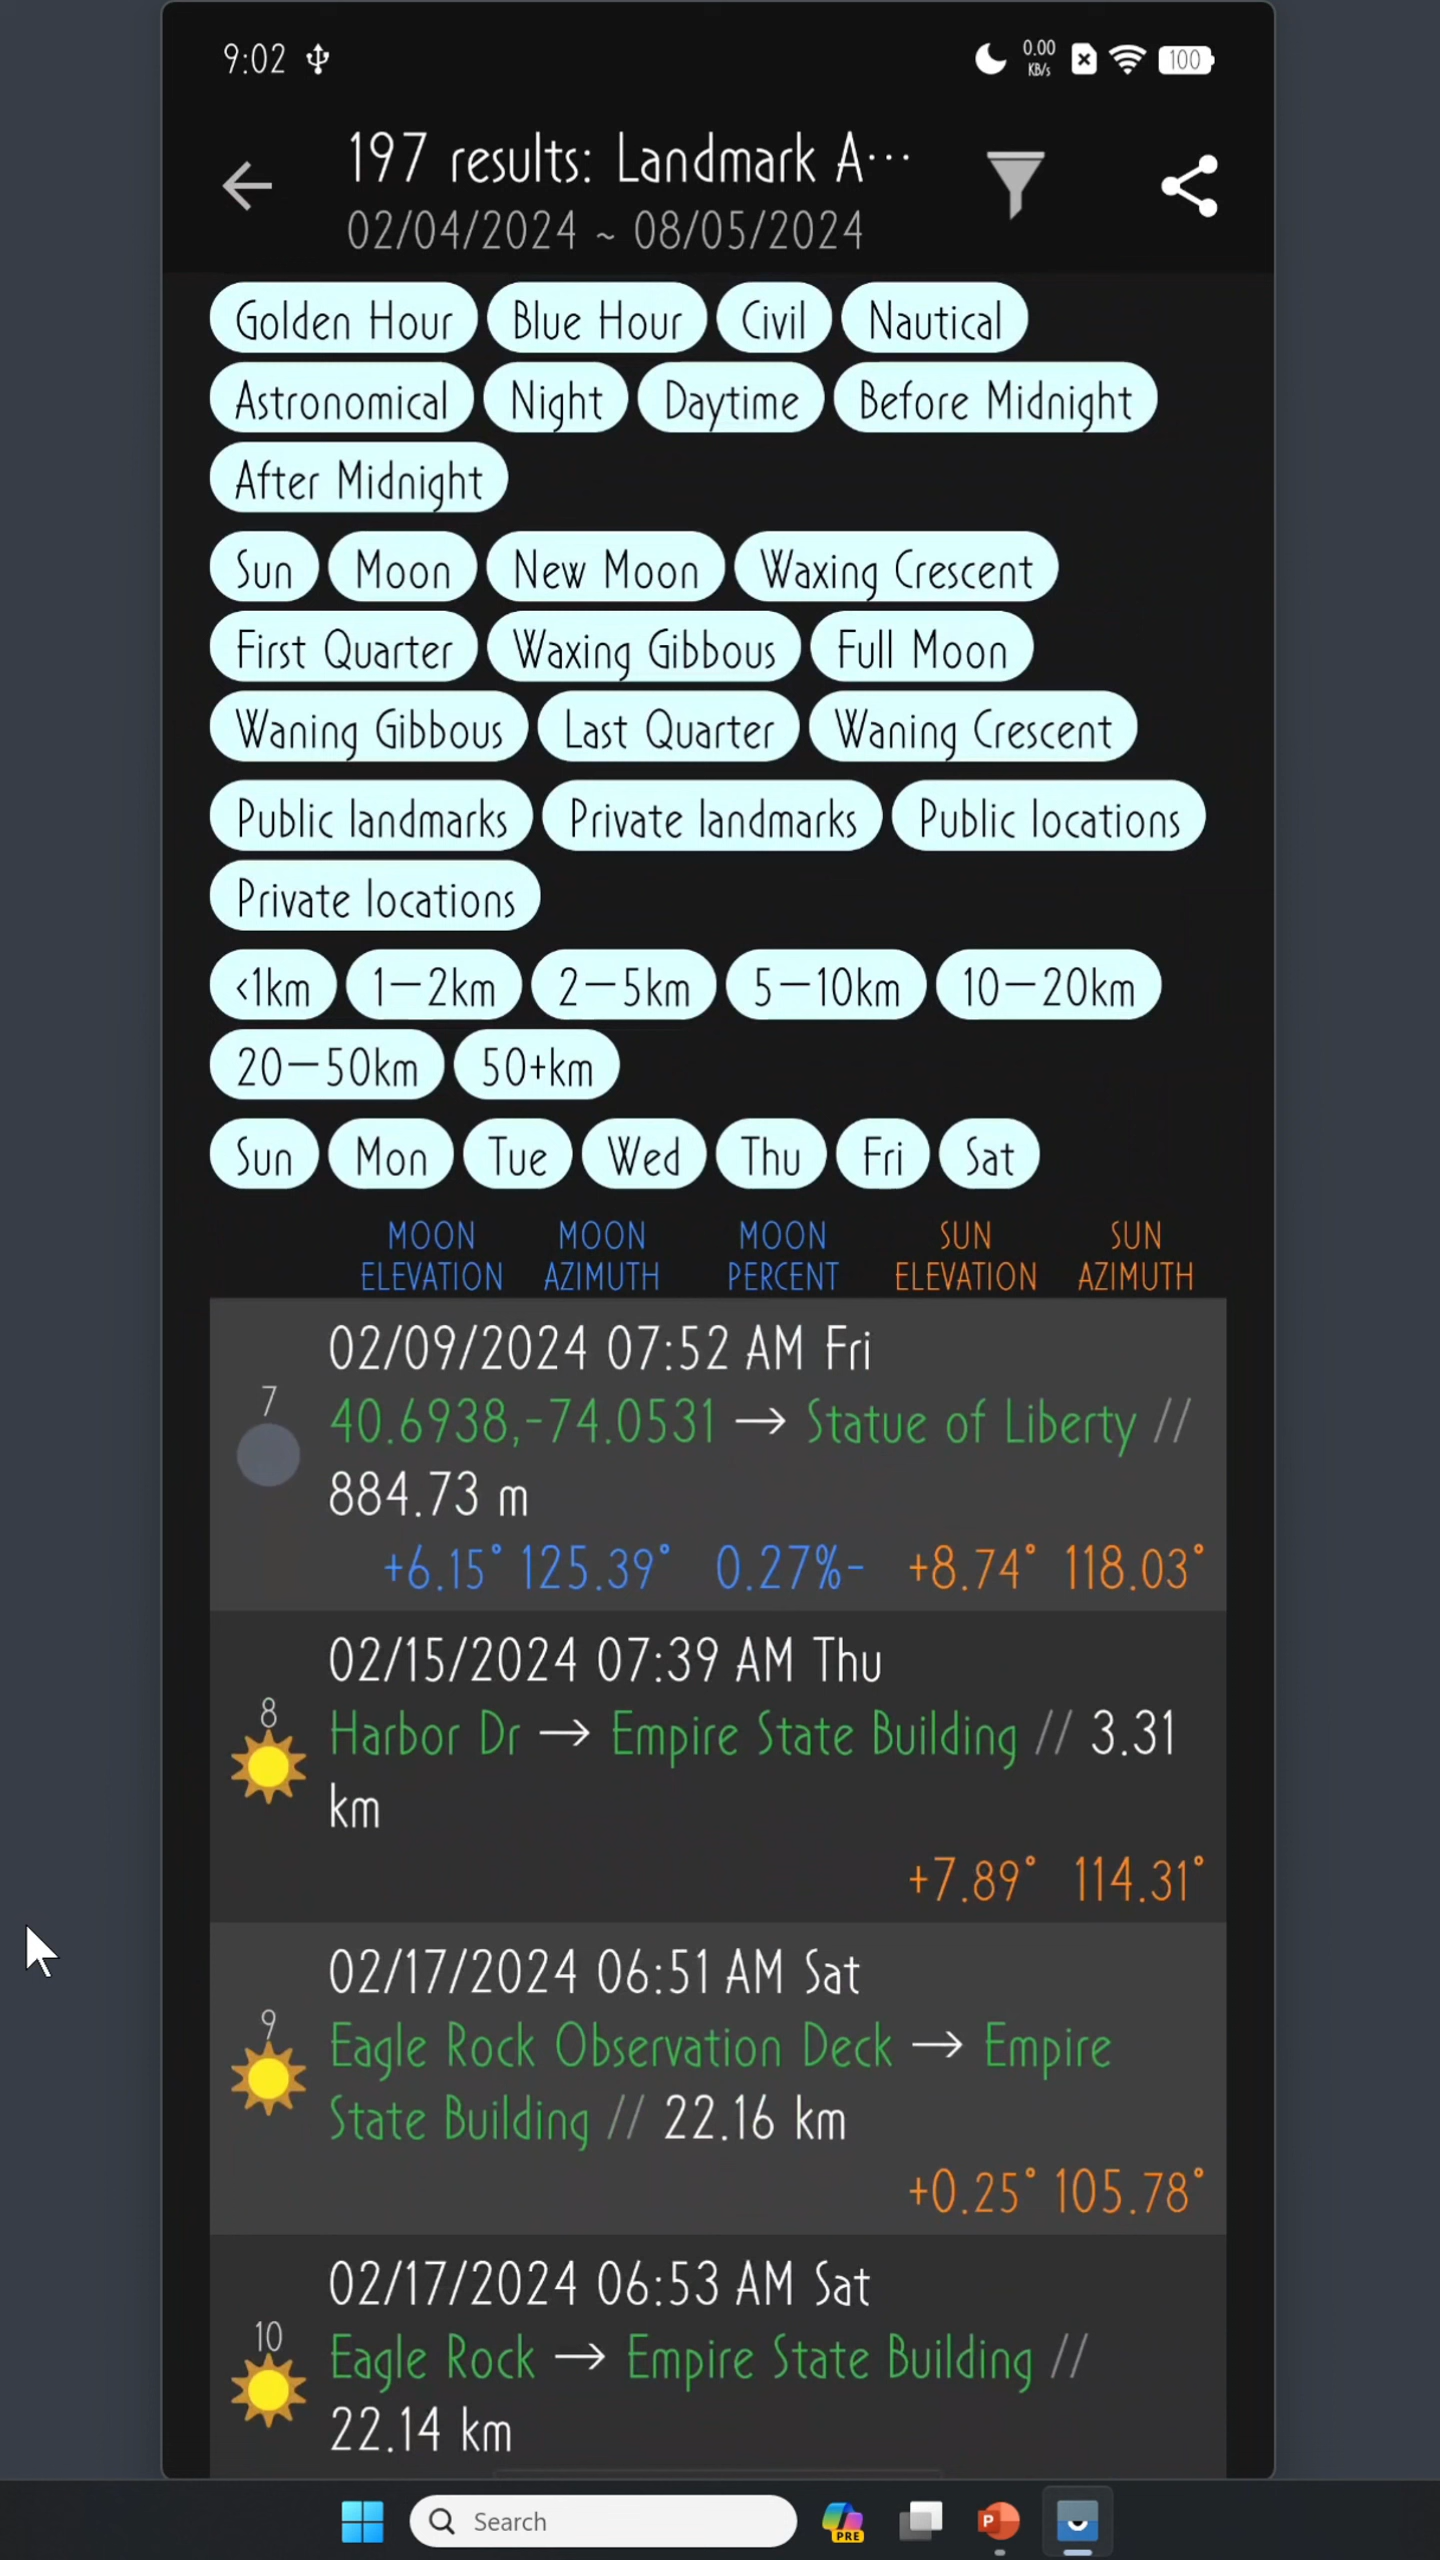 9:02
0.00
KB/s
100
197 results: Landmark A···
02/04/2024 ~ 08/05/2024
Golden Hour Blue Hour Civil Nautical
Astronomical Night Daytime Before Midnight
After Midnight
Sun Moon New Moon Waxing Crescent
First Quarter Waxing Gibbous Full Moon
Waning Gibbous Last Quarter Waning Crescent
Public landmarks Private landmarks Public locations
Private locations
<1km 1—2km 2—5km 5—10km 10—20km
20—50km 50+km
Sun Mon Tue Wed Thu Fri Sat
MOON MOON MOON SUN SUN
ELEVATION AZIMUTH PERCENT ELEVATION AZIMUTH
02/09/2024 07:52 AM Fri
7
40.6938,-74.0531 → Statue of Liberty //
884.73 m
+6.15° 125.39° 0.27%- +8.74° 118.03°
02/15/2024 07:39 AM Thu
8
Harbor Dr → Empire State Building // 3.31
km
+7.89° 114.31°
02/17/2024 06:51 AM Sat
9
Eagle Rock Observation Deck → Empire
State Building // 22.16 km
+0.25° 105.78°
02/17/2024 06:53 AM Sat
10
Eagle Rock → Empire State Building //
22.14 km
Search
PRE
P